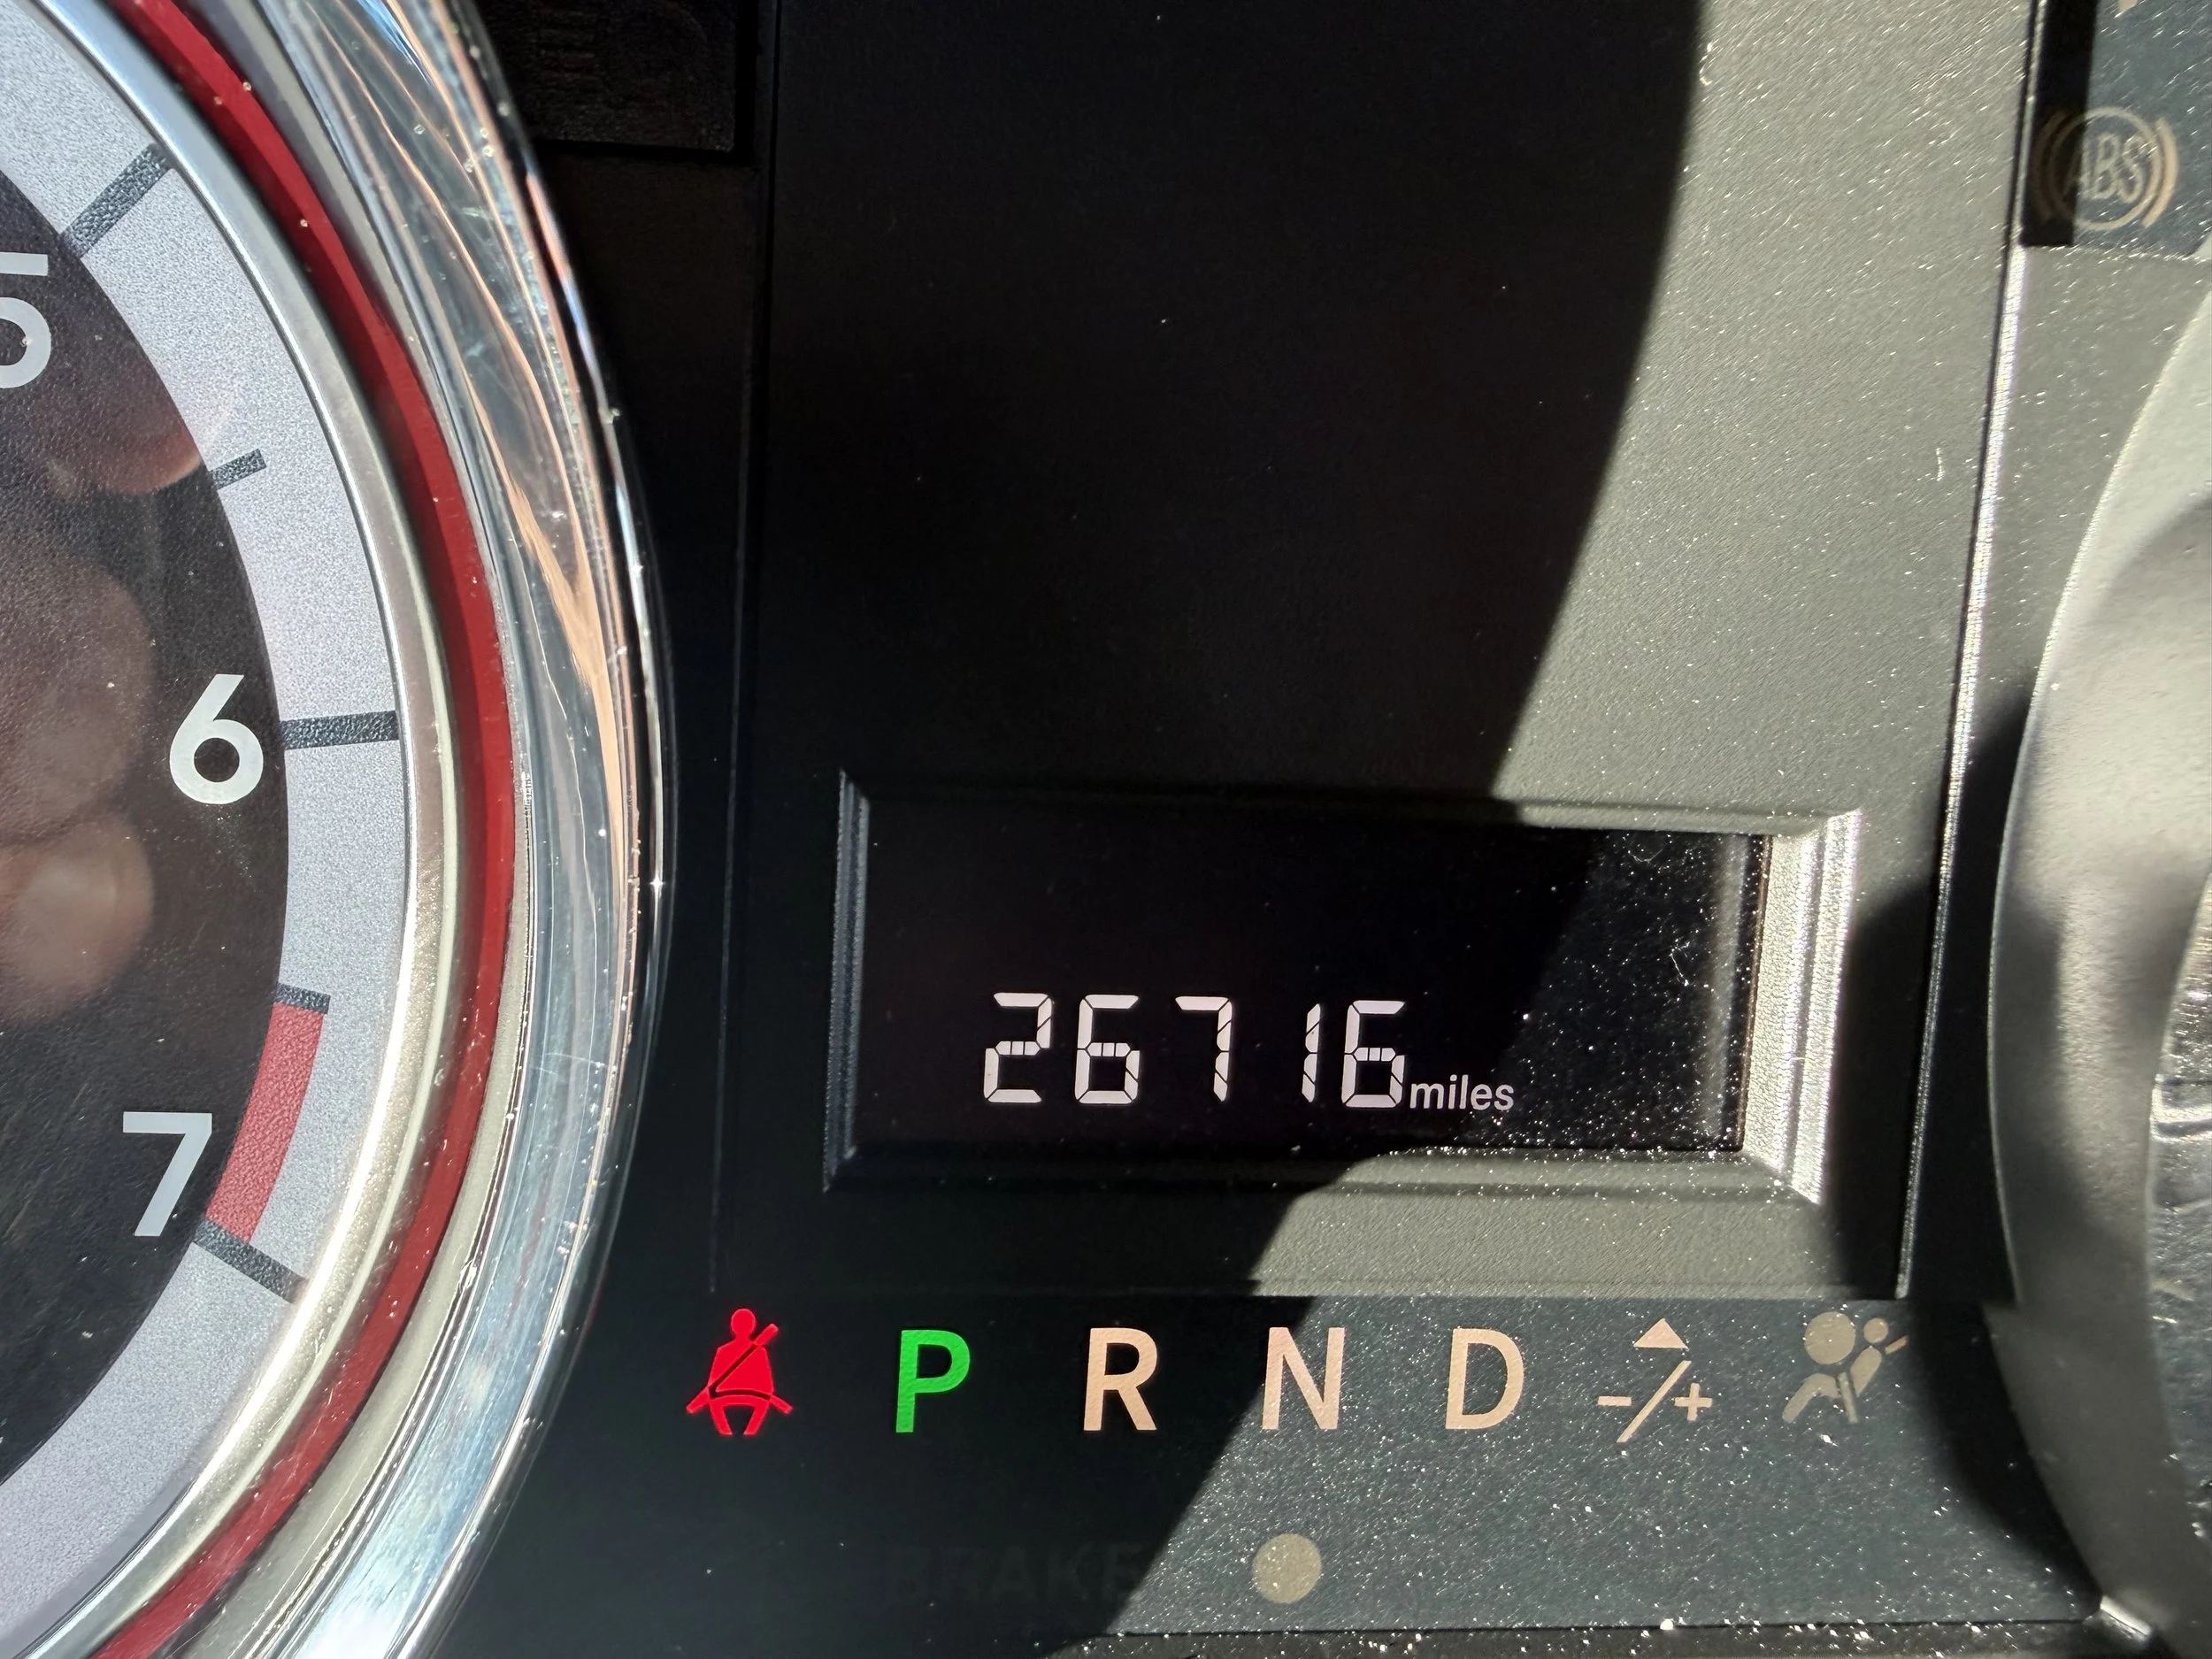 ABS
5
6
26716 miles
7
P R N D -/+
BRAKE